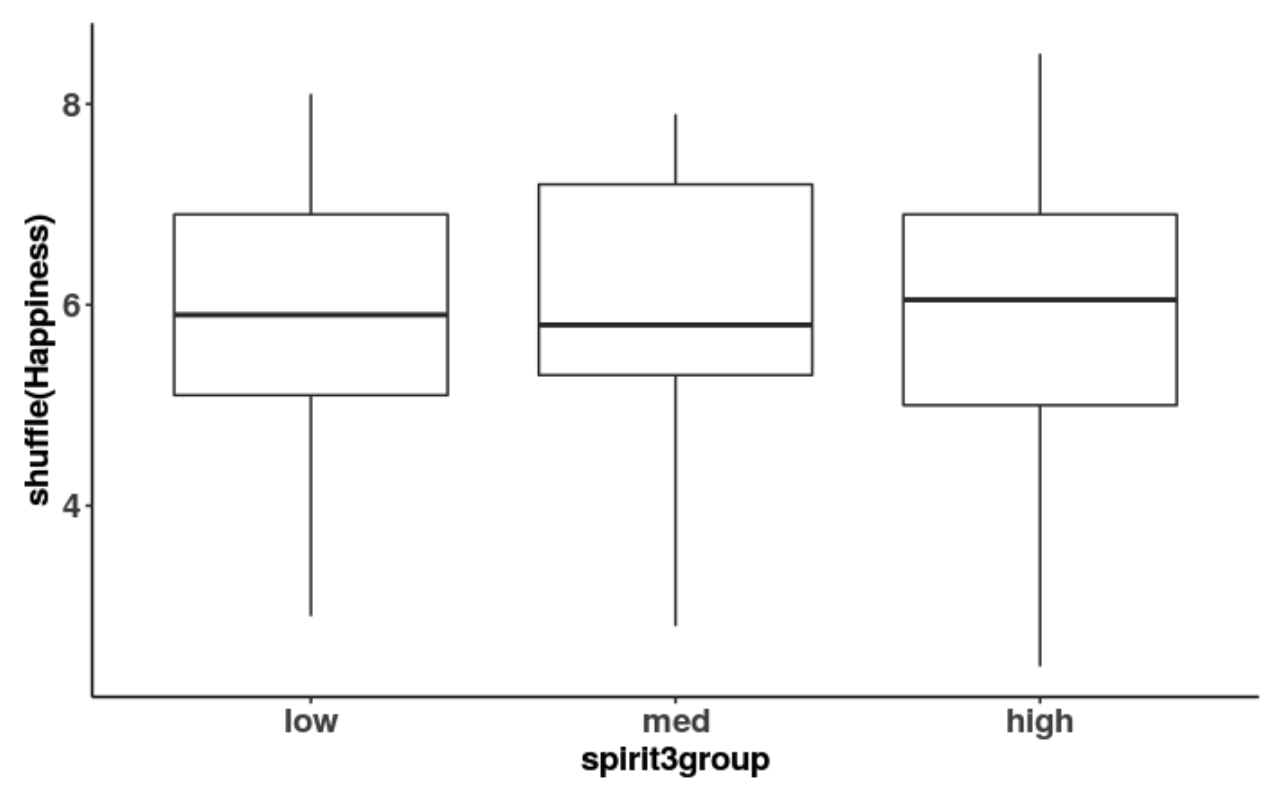 shuffle(Happiness)
8
6
4
low med high
spirit3group